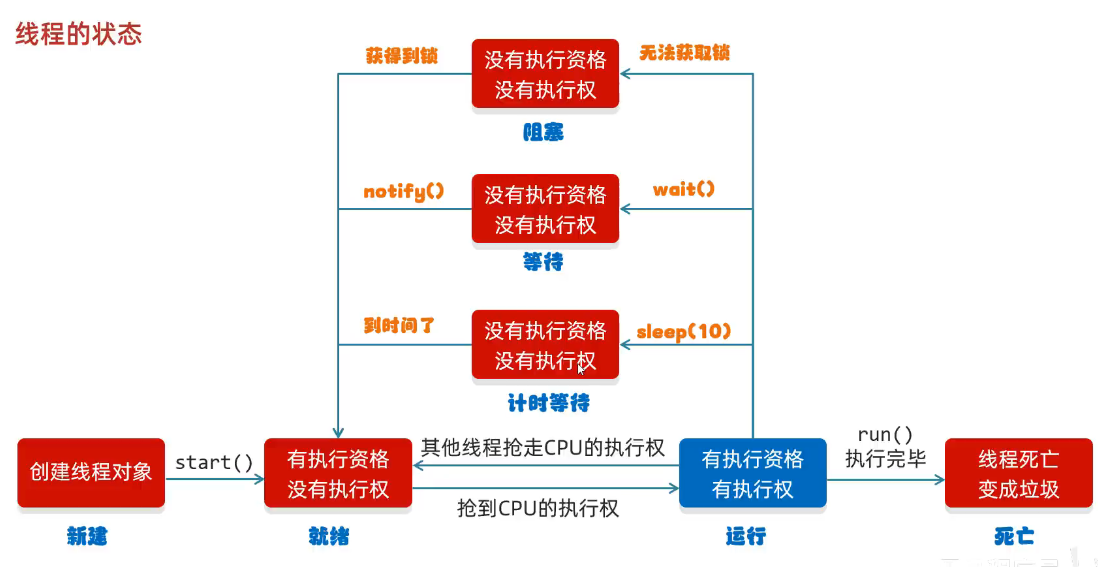 线程的状态
获得到锁
没有执行资格
没有执行权
无法获取锁
阻塞
notify()
没有执行资格
没有执行权
wait()
等待
到时间了
没有执行资格
没有执行权
sleep(10)
计时等待
创建线程对象
start()
有执行资格
没有执行权
其他线程抢走CPU的执行权
抢到CPU的执行权
有执行资格
有执行权
run()
执行完毕
线程死亡
变成垃圾
新建
就绪
运行
死亡